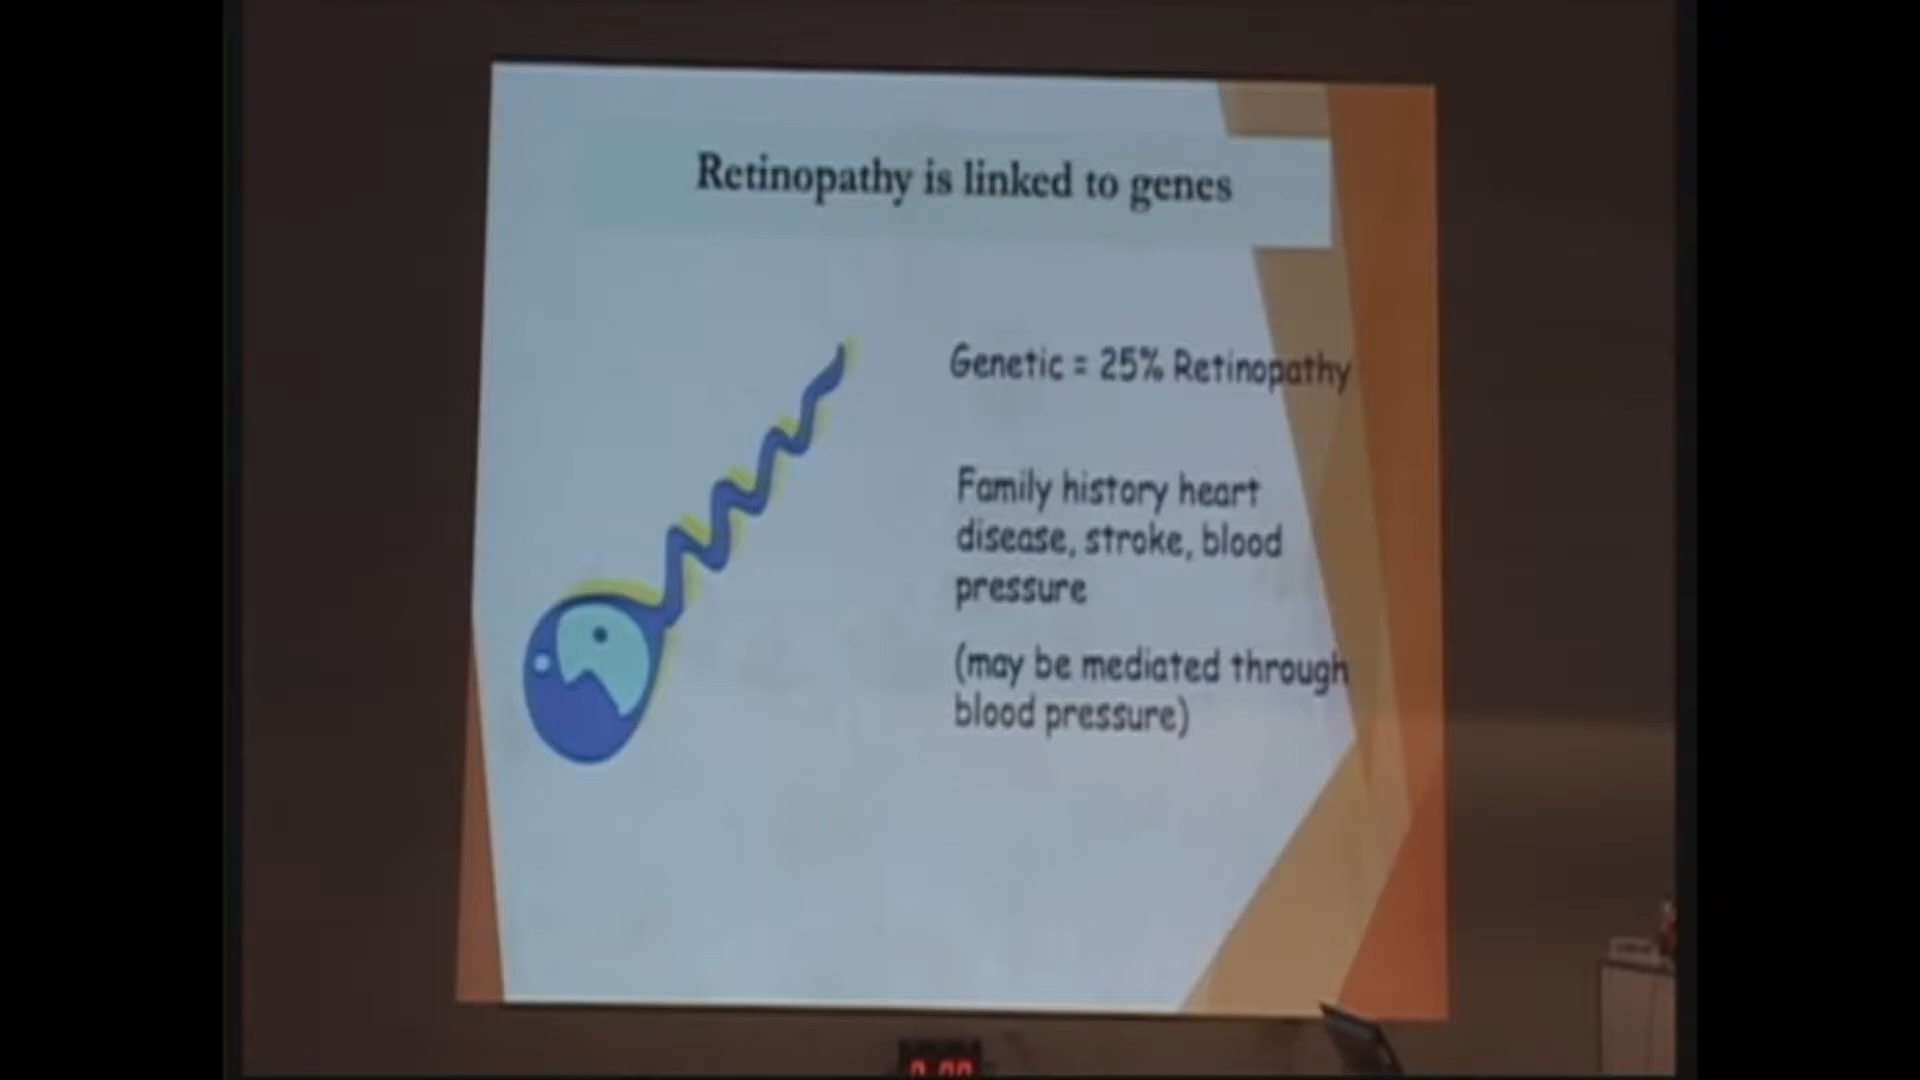 Retinopathy is linked to genes
Genetic = 25% Retinopathy
Family history heart
disease, stroke, blood
pressure
(may be mediated through
blood pressure)